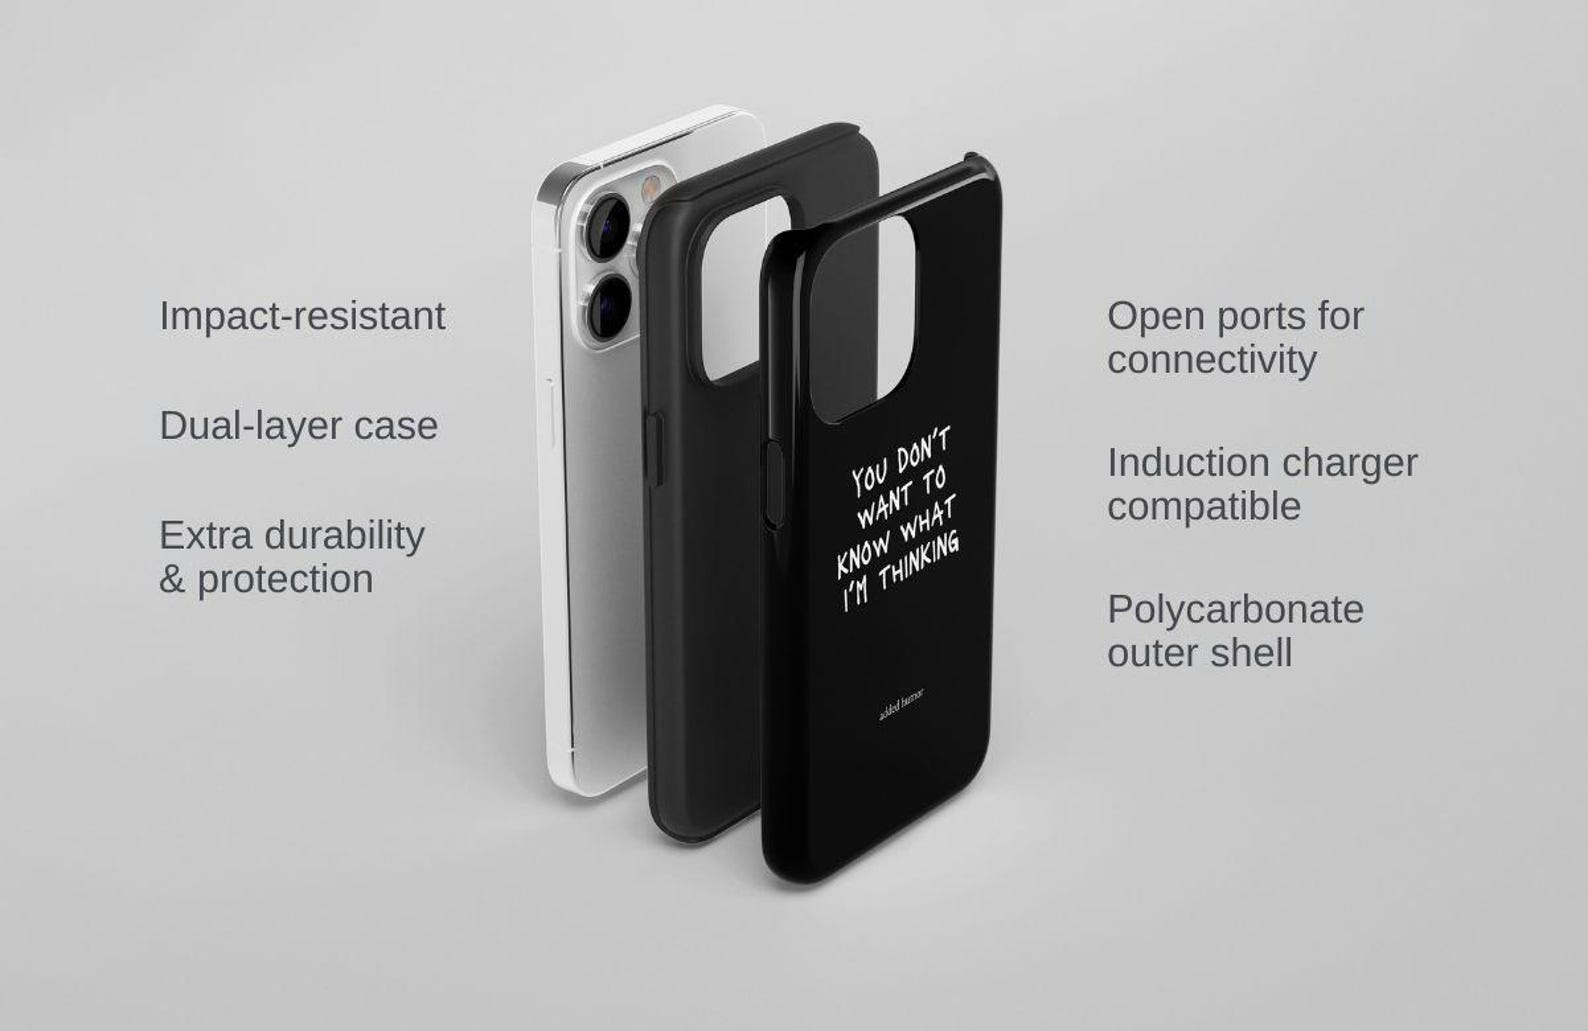 Impact-resistant
Dual-layer case
Extra durability
& protection
YOU DON'T
WANT TO
KNOW WHAT
I'M THINKING
added humor
Open ports for
connectivity
Induction charger
compatible
Polycarbonate
outer shell